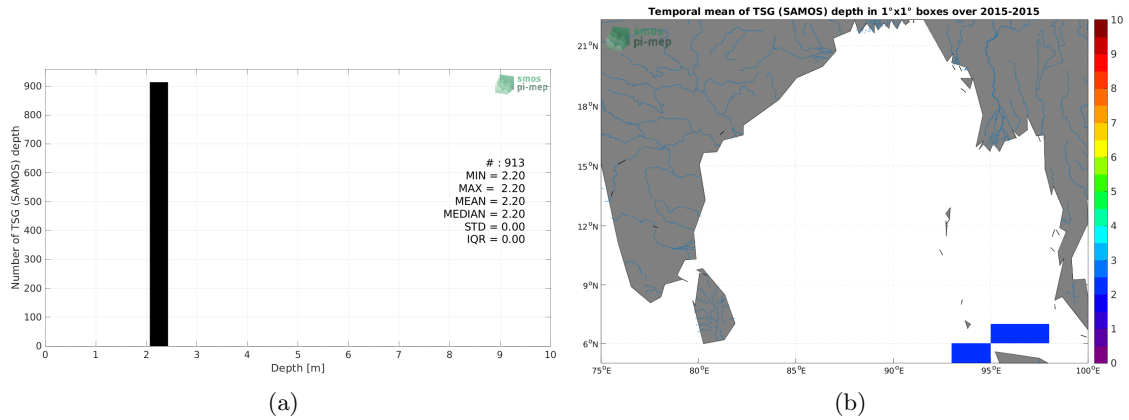 900
800
700
600
500
400
300
200
100
0
Number of TSG (SAMOS) depth
smos
pi-mep
# : 913
MIN = 2.20
MAX = 2.20
MEAN = 2.20
MEDIAN = 2.20
STD = 0.00
IQR = 0.00
0 1 2 3 4 5 6 7 8 9 10
Depth [m]
(a)
Temporal mean of TSG (SAMOS) depth in 1°x1° boxes over 2015-2015
smos
pi-mep
21°N
18°N
15°N
12°N
9°N
6°N
75°E 80°E 85°E 90°E 95°E 100°E
10
9
8
7
6
5
4
3
2
1
0
(b)